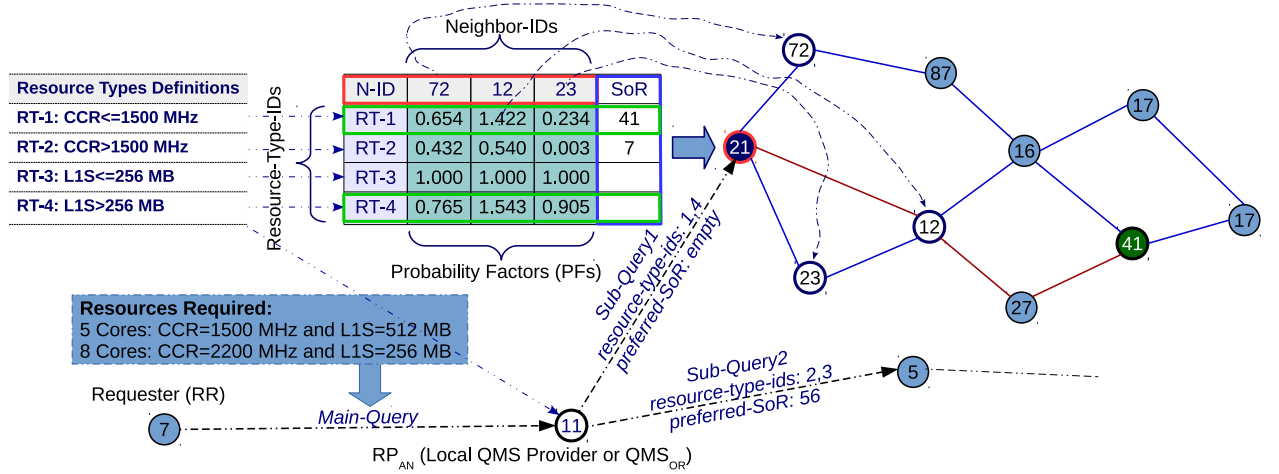 Neighbor-IDs
Resource Types Definitions
RT-1: CCR<=1500 MHz
RT-2: CCR>1500 MHz
RT-3: L1S<=256 MB
RT-4: L1S>256 MB
Resource-Type-IDs
N-ID 72 12 23 SoR
RT-1 0.654 1.422 0.234 41
RT-2 0.432 0.540 0.003 7
RT-3 1.000 1.000 1.000
RT-4 0.765 1.543 0.905
Probability Factors (PFs)
72
87
17
21
16
12
17
41
23
27
Sub-Query1
resource-type-ids: 1,4
preferred-SoR: empty
Resources Required:
5 Cores: CCR=1500 MHz and L1S=512 MB
8 Cores: CCR=2200 MHz and L1S=256 MB
Sub-Query2
resource-type-ids: 2,3
preferred-SoR: 56
5
Requester (RR)
7
Main-Query
11
RP_AN (Local QMS Provider or QMS_OR)